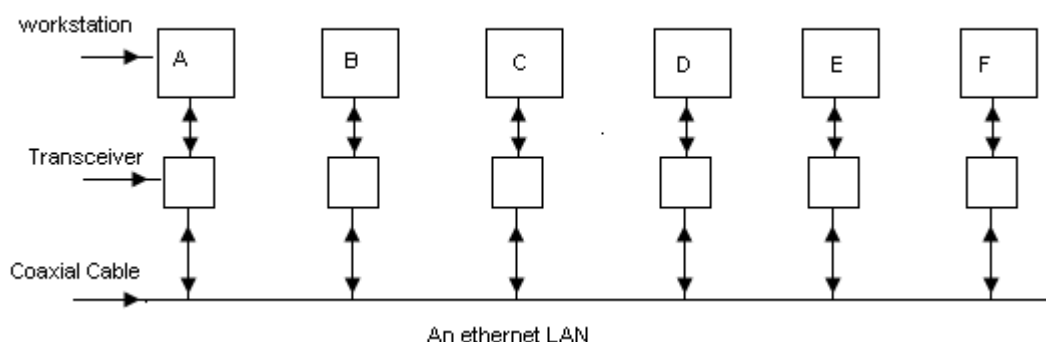 workstation
A B C D E F
Transceiver
Coaxial Cable
An ethernet LAN